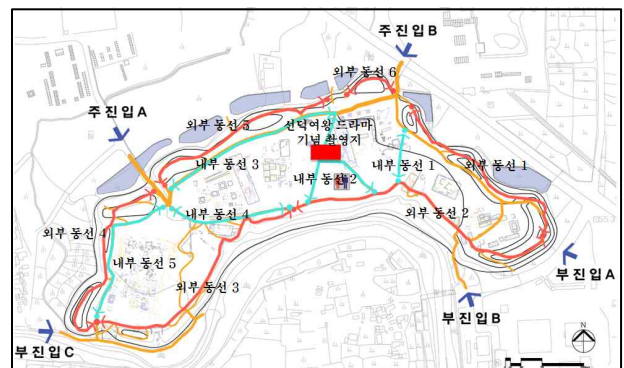 주진입B
외부 동선 6
주진입A
외부 동선 5
선덕여왕 드라마
기념 촬영지
내부 동선 3
내부 동선 1
외부 동선 1
내부 동선 2
내부 동선 4
외부 동선 2
외부 동선 4
내부 동선 5
외부 동선 3
부진입A
부진입B
부진입C
N